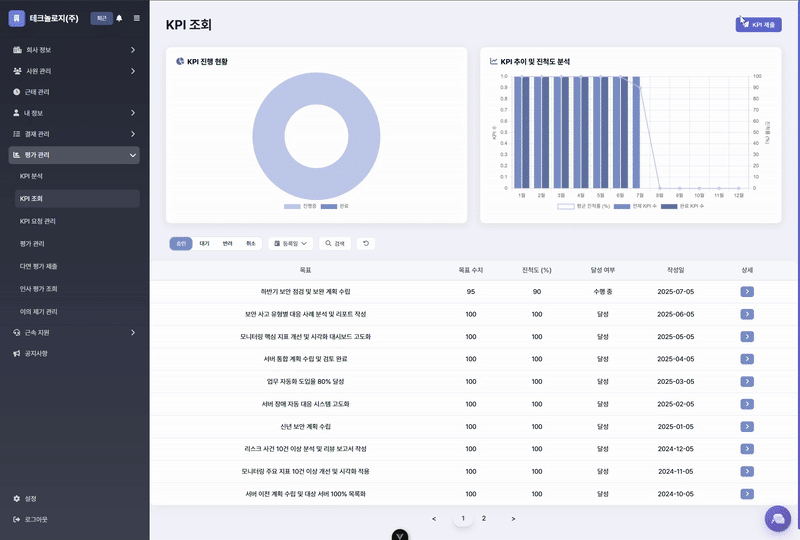 테크놀로지(주)
퇴근
회사 정보
사원 관리
근태 관리
내 정보
결재 관리
평가 관리
KPI 분석
KPI 조회
KPI 요청 관리
평가 관리
다면 평가 제출
인사 평가 조회
이의 제기 관리
근속 지원
공지사항
설정
로그아웃
KPI 조회
KPI 제출
KPI 진행 현황
진행중
완료
KPI 추이 및 진척도 분석
KPI 수
1.0
0.9
0.8
0.7
0.6
0.5
0.4
0.3
0.2
0.1
0
100
90
80
70
60
50
40
30
20
10
0
진척률 (%)
1월 2월 3월 4월 5월 6월 7월 8월 9월 10월 11월 12월
평균 진척률 (%) 전체 KPI 수 완료 KPI 수
승인 대기 반려 취소 등록일 검색
목표 목표 수치 진척도 (%) 달성 여부 작성일 상세
하반기 보안 점검 및 보완 계획 수립 95 90 수행 중 2025-07-05
보안 사고 유형별 대응 사례 분석 및 리포트 작성 100 100 달성 2025-06-05
모니터링 핵심 지표 개선 및 시각화 대시보드 고도화 100 100 달성 2025-05-05
서버 통합 계획 수립 및 검토 완료 100 100 달성 2025-04-05
업무 자동화 도입율 80% 달성 100 100 달성 2025-03-05
서버 장애 자동 대응 시스템 고도화 100 100 달성 2025-02-05
신년 보안 계획 수립 100 100 달성 2025-01-05
리스크 사건 10건 이상 분석 및 리뷰 보고서 작성 100 100 달성 2024-12-05
모니터링 주요 지표 10건 이상 개선 및 시각화 적용 100 100 달성 2024-11-05
서버 이전 계획 수립 및 대상 서버 100% 목록화 100 100 달성 2024-10-05
< 1 2 >